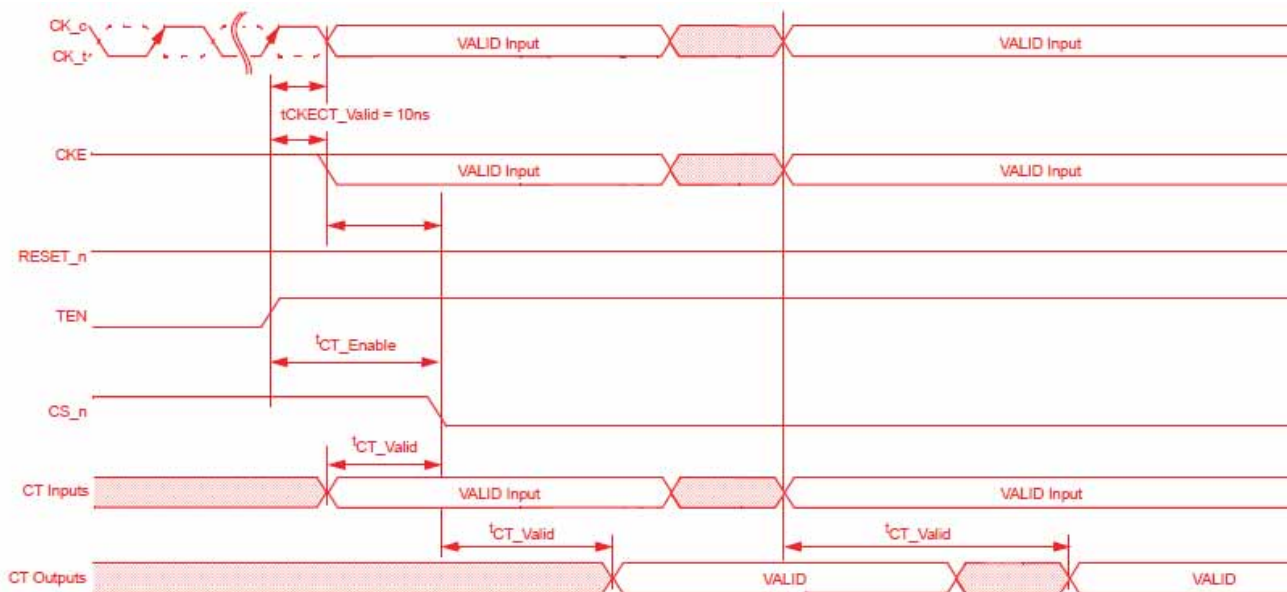 CK_c
CK_t
VALID Input
VALID Input
tCKECT_Valid = 10ns
CKE
VALID Input
VALID Input
RESET_n
TEN
tCT_Enable
CS_n
tCT_Valid
CT Inputs
VALID Input
VALID Input
tCT_Valid
tCT_Valid
CT Outputs
VALID
VALID